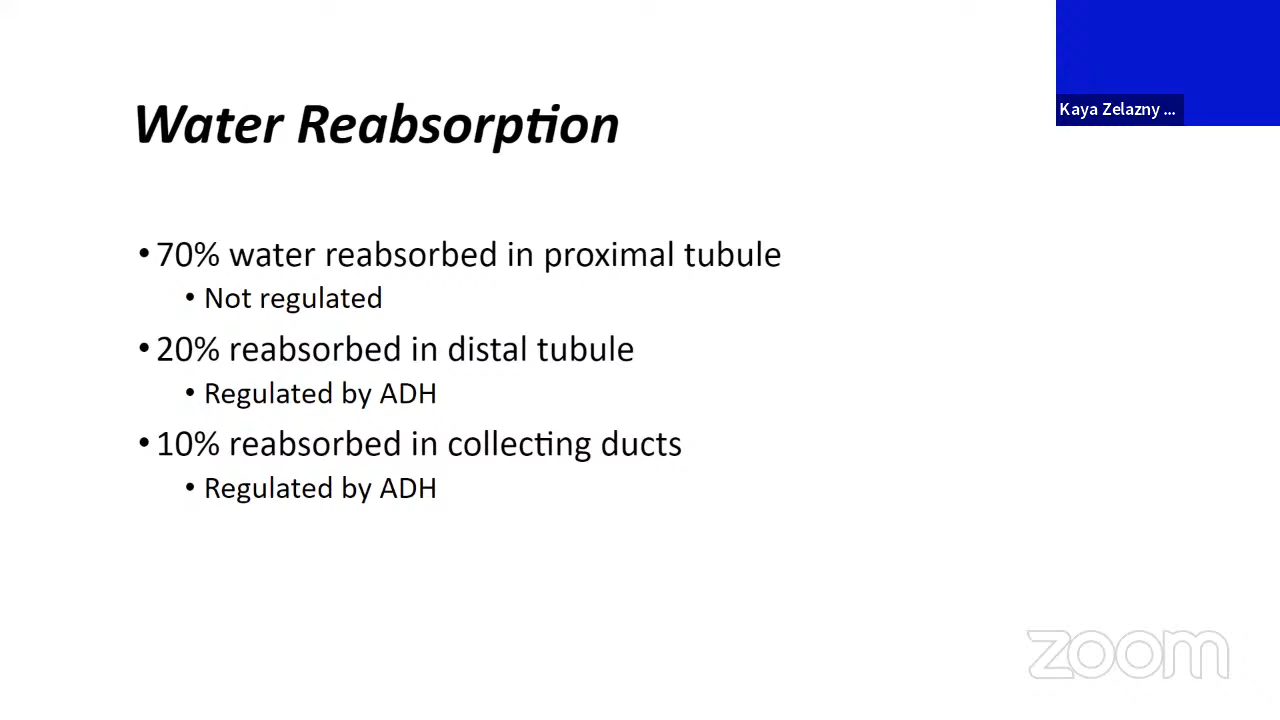 Kaya Zelazny ...
Water Reabsorption
• 70% water reabsorbed in proximal tubule
• Not regulated
• 20% reabsorbed in distal tubule
• Regulated by ADH
• 10% reabsorbed in collecting ducts
• Regulated by ADH
zoom